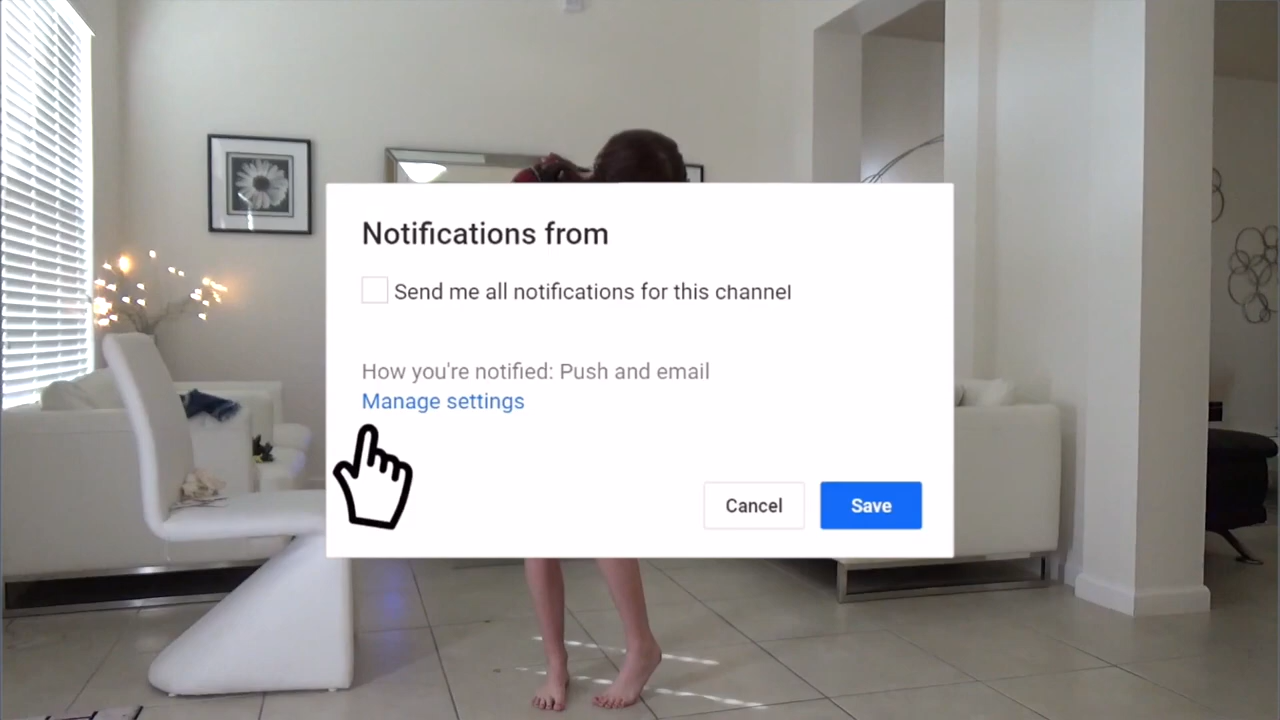 Notifications from
Send me all notifications for this channel
How you're notified: Push and email
Manage settings
Cancel
Save